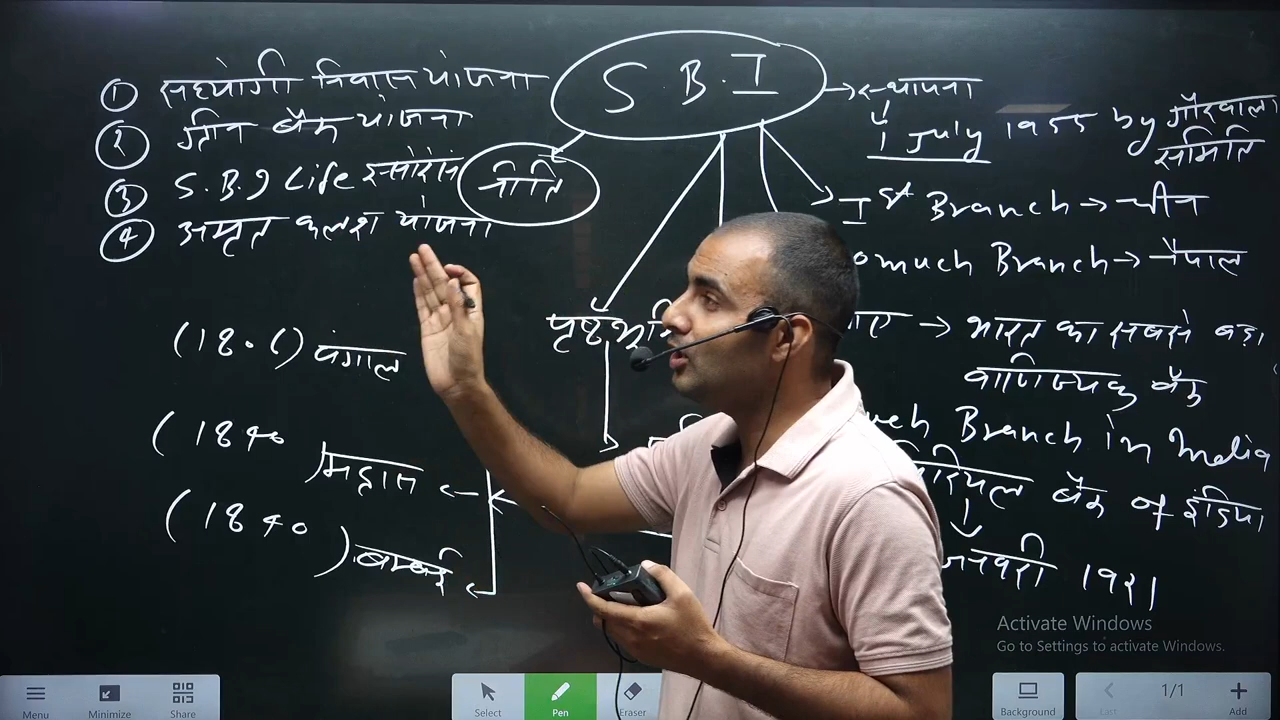 S.B.I
① सहयोगी निवास योजना
② ग्रीन बैंक योजना
③ S.B.I Life इंसोरेंस
④ अमृत कलश योजना
नीति
→ स्थापना
1 July 1955 by गौरवाला
समिति
Ist Branch → चीन
much Branch → नेपाल
→ भारत का सबसे बड़ा
वाणिज्यक बैंक
Branch in India
बैंक of इंडिया
जनवरी 1921
(1806) बंगाल
(1840) मद्रास
(1840) बम्बई
Activate Windows
Go to Settings to activate Windows.
Menu
Minimize
Share
Select
Pen
Eraser
Background
Last
1/1
Add